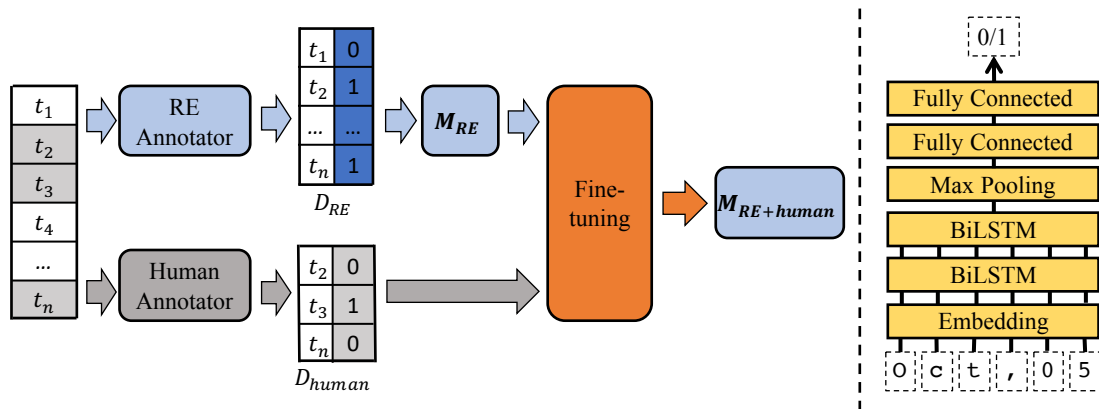 t1
t2
t3
t4
...
tn
RE
Annotator
Human
Annotator
t1 0
t2 1
... ...
tn 1
D_RE
t2 0
t3 1
tn 0
D_human
M_RE
Fine-
tuning
M_RE+human
0/1
Fully Connected
Fully Connected
Max Pooling
BiLSTM
BiLSTM
Embedding
O c t , 0 5